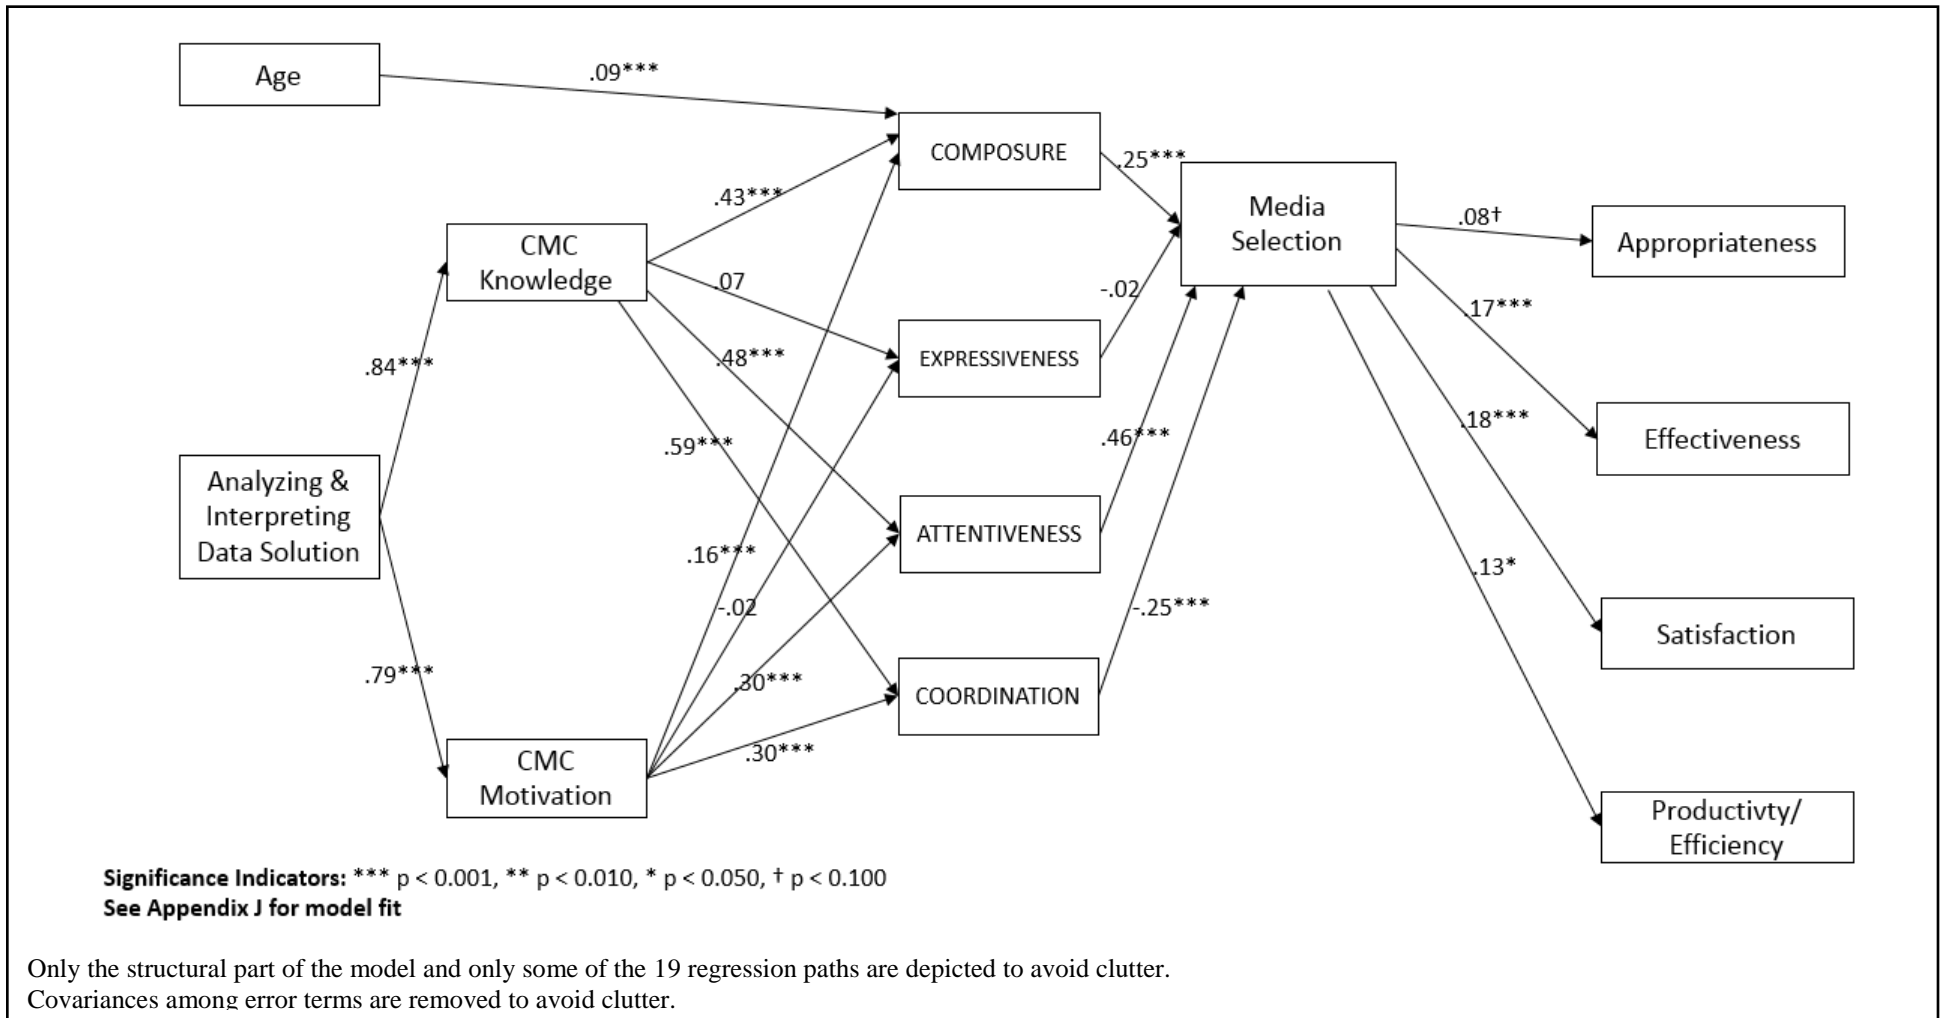 Age
.09***
COMPOSURE
.25***
Media
Selection
.08†
Appropriateness
.43***
CMC
Knowledge
.07
-.02
.17***
EXPRESSIVENESS
.48***
.84***
.59***
.46***
.18***
Effectiveness
Analyzing &
Interpreting
Data Solution
ATTENTIVENESS
.16***
-.02
-.25***
.13*
Satisfaction
.79***
.30***
COORDINATION
.30***
CMC
Motivation
Productivty/
Efficiency
Significance Indicators: *** p < 0.001, ** p < 0.010, * p < 0.050, † p < 0.100
See Appendix J for model fit
Only the structural part of the model and only some of the 19 regression paths are depicted to avoid clutter.
Covariances among error terms are removed to avoid clutter.